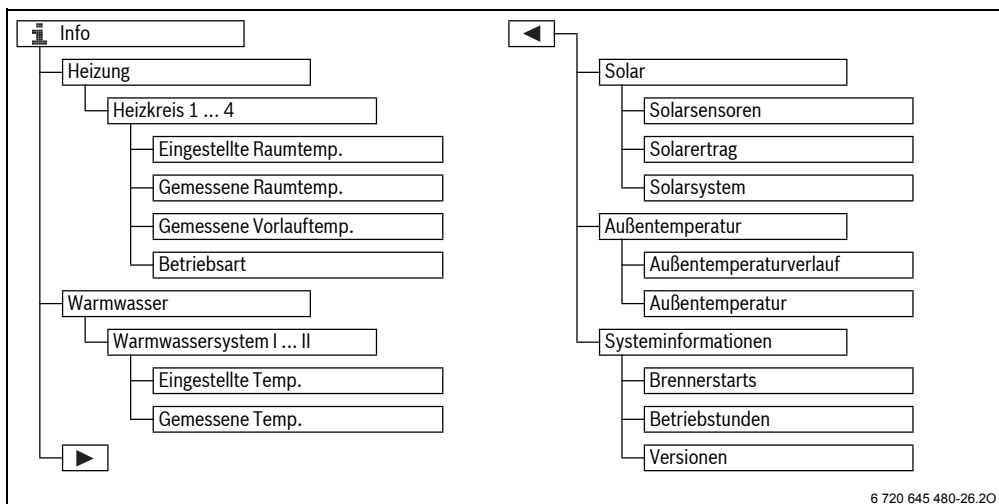 Info
Heizung
Heizkreis 1 ... 4
Eingestellte Raumtemp.
Gemessene Raumtemp.
Gemessene Vorlauftemp.
Betriebsart
Warmwasser
Warmwassersystem I ... II
Eingestellte Temp.
Gemessene Temp.
Solar
Solarsensoren
Solarertrag
Solarsystem
Außentemperatur
Außentemperaturverlauf
Außentemperatur
Systeminformationen
Brennerstarts
Betriebstunden
Versionen
6 720 645 480-26.2O